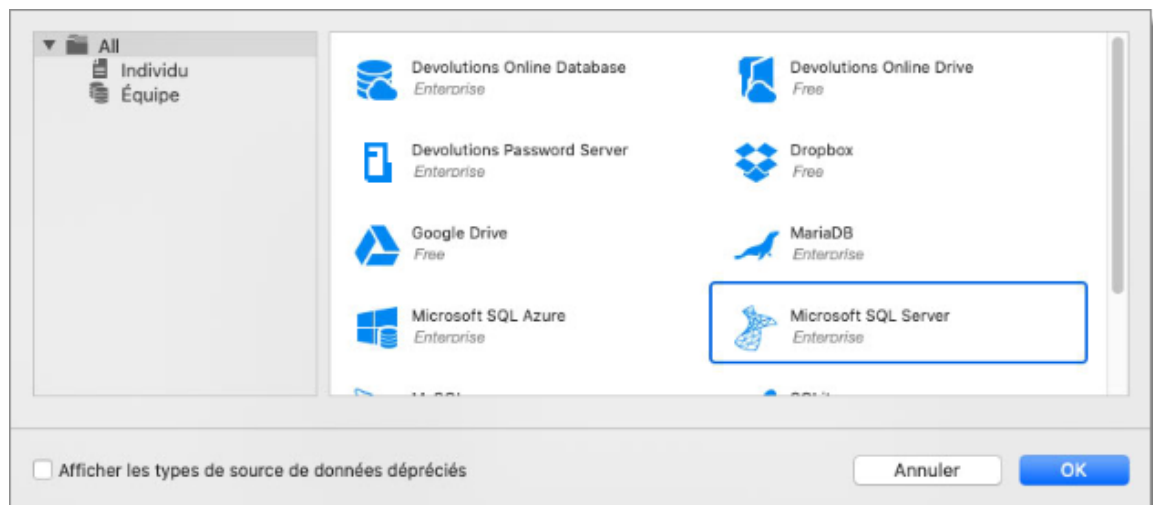 All
Individu
Équipe
Devolutions Online Database
Enterprise
Devolutions Online Drive
Free
Devolutions Password Server
Enterprise
Dropbox
Free
Google Drive
Free
MariaDB
Enterprise
Microsoft SQL Azure
Enterprise
Microsoft SQL Server
Enterprise
Afficher les types de source de données dépréciés
Annuler
OK